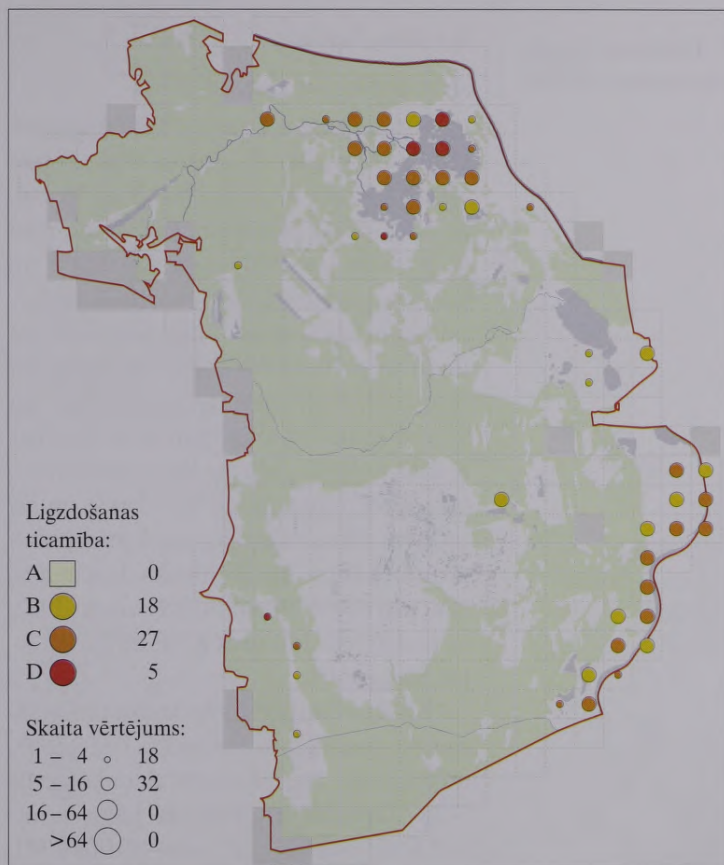 Ligzdošanas
ticamība:
A 0
B 18
C 27
D 5
Skaita vērtējums:
1 – 4 18
5 – 16 32
16 – 64 0
>64 0